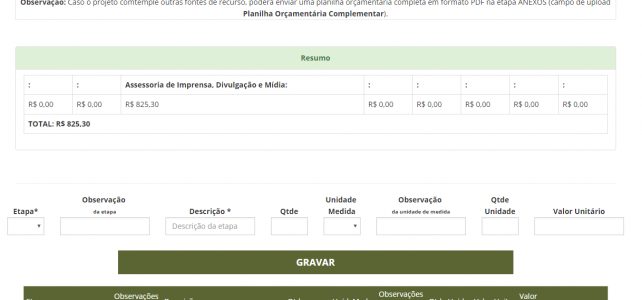 Observação: Caso o projeto comtemple outras fontes de recurso, poderá enviar uma planilha orçamentária completa em formato PDF na etapa ANEXOS (campo de upload
Planilha Orçamentária Complementar).
Resumo
: : Assessoria de Imprensa, Divulgação e Mídia: : : : : :
R$ 0,00 R$ 0,00 R$ 825,30 R$ 0,00 R$ 0,00 R$ 0,00 R$ 0,00 R$ 0,00
TOTAL: R$ 825,30
Observação Unidade Observação Qtde
Etapa* da etapa Descrição * Qtde Medida da unidade de medida Unidade Valor Unitário
Descrição da etapa
GRAVAR
Observações Observações Valor